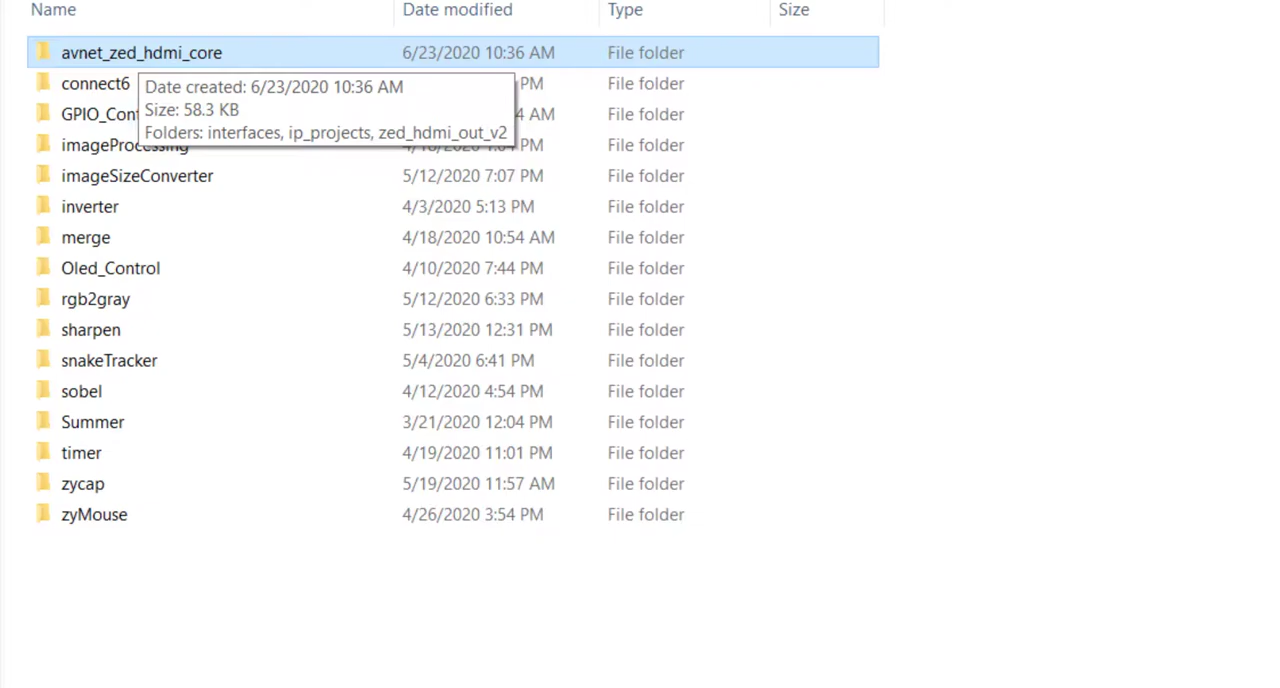 Name Date modified Type Size
avnet_zed_hdmi_core 6/23/2020 10:36 AM File folder
connect6 PM File folder
Date created: 6/23/2020 10:36 AM
GPIO_Con AM File folder
Size: 58.3 KB
Folders: interfaces, ip_projects, zed_hdmi_out_v2
imageProcessing PM File folder
imageSizeConverter 5/12/2020 7:07 PM File folder
inverter 4/3/2020 5:13 PM File folder
merge 4/18/2020 10:54 AM File folder
Oled_Control 4/10/2020 7:44 PM File folder
rgb2gray 5/12/2020 6:33 PM File folder
sharpen 5/13/2020 12:31 PM File folder
snakeTracker 5/4/2020 6:41 PM File folder
sobel 4/12/2020 4:54 PM File folder
Summer 3/21/2020 12:04 PM File folder
timer 4/19/2020 11:01 PM File folder
zycap 5/19/2020 11:57 AM File folder
zyMouse 4/26/2020 3:54 PM File folder